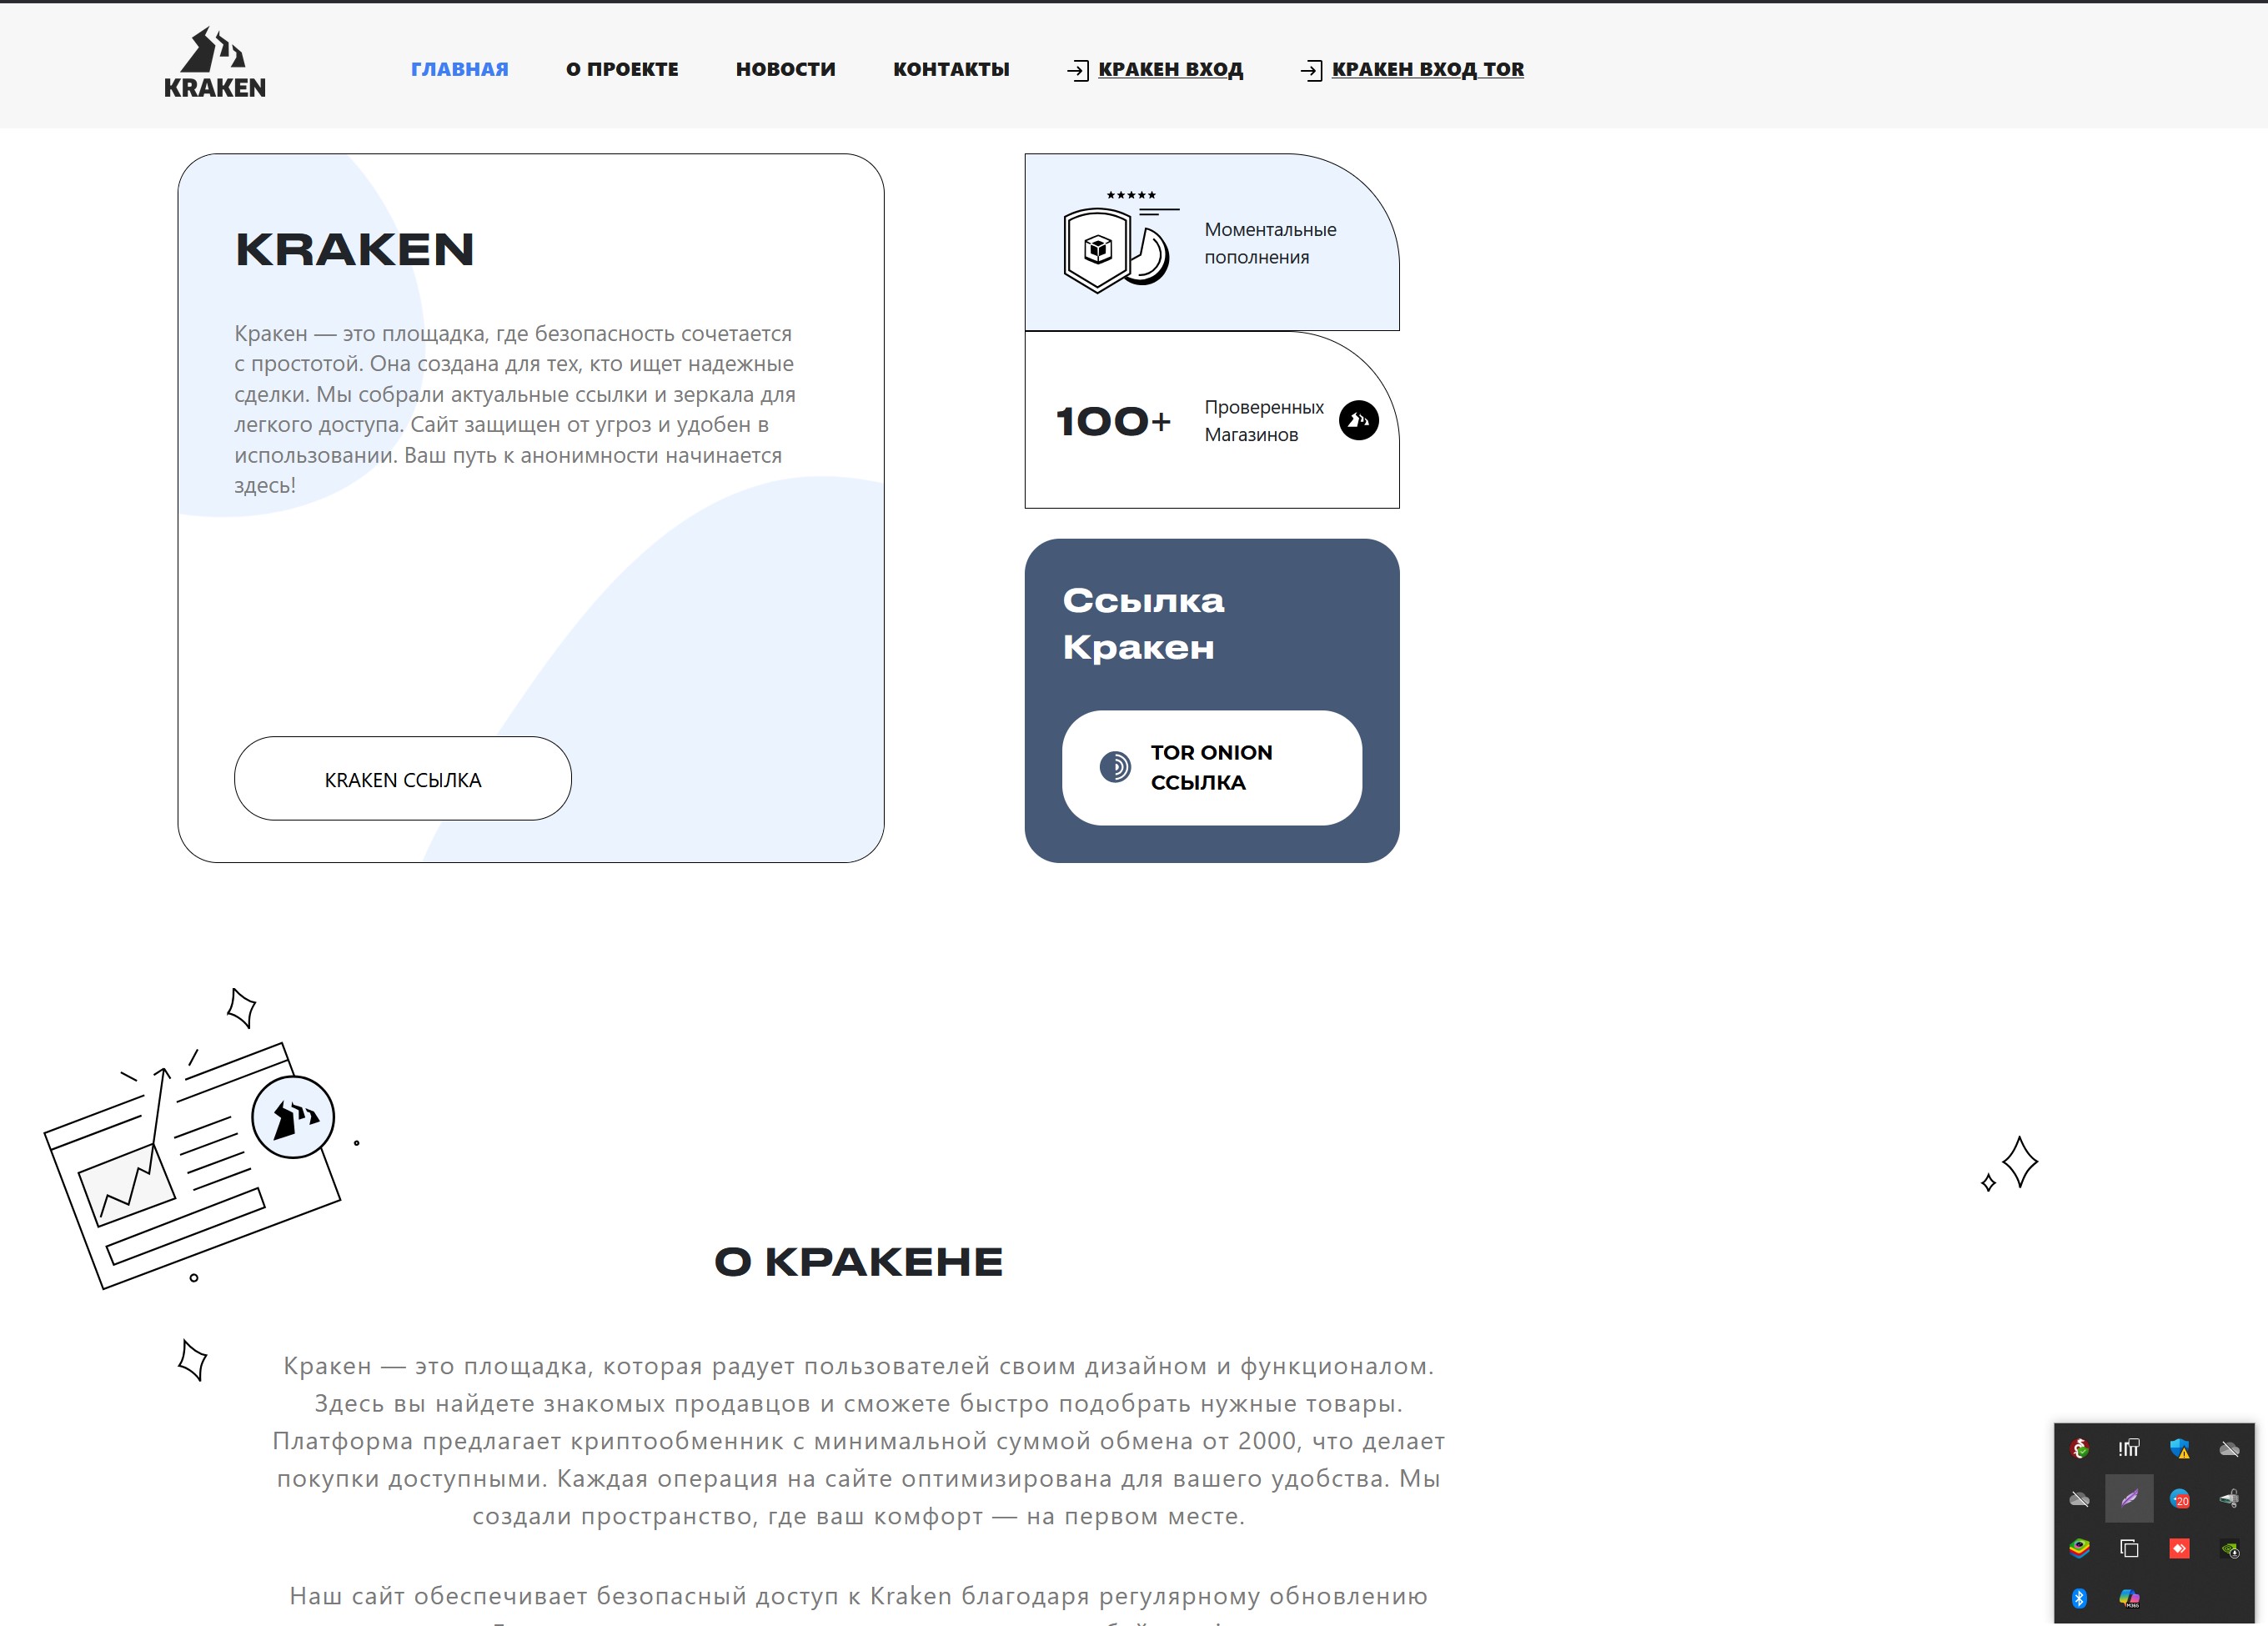 KRAKEN
ГЛАВНАЯ
О ПРОЕКТЕ
НОВОСТИ
КОНТАКТЫ
КРАКЕН ВХОД
КРАКЕН ВХОД TOR
KRAKEN
Кракен — это площадка, где безопасность сочетается
с простотой. Она создана для тех, кто ищет надежные
сделки. Мы собрали актуальные ссылки и зеркала для
легкого доступа. Сайт защищен от угроз и удобен в
использовании. Ваш путь к анонимности начинается
здесь!
KRAKEN ССЫЛКА
Моментальные
пополнения
100+
Проверенных
Магазинов
Ссылка
Кракен
TOR ONION
ССЫЛКА
О КРАКЕНЕ
Кракен — это площадка, которая радует пользователей своим дизайном и функционалом.
Здесь вы найдете знакомых продавцов и сможете быстро подобрать нужные товары.
Платформа предлагает криптообменник с минимальной суммой обмена от 2000, что делает
покупки доступными. Каждая операция на сайте оптимизирована для вашего удобства. Мы
создали пространство, где ваш комфорт — на первом месте.
Наш сайт обеспечивает безопасный доступ к Kraken благодаря регулярному обновлению
20
M365